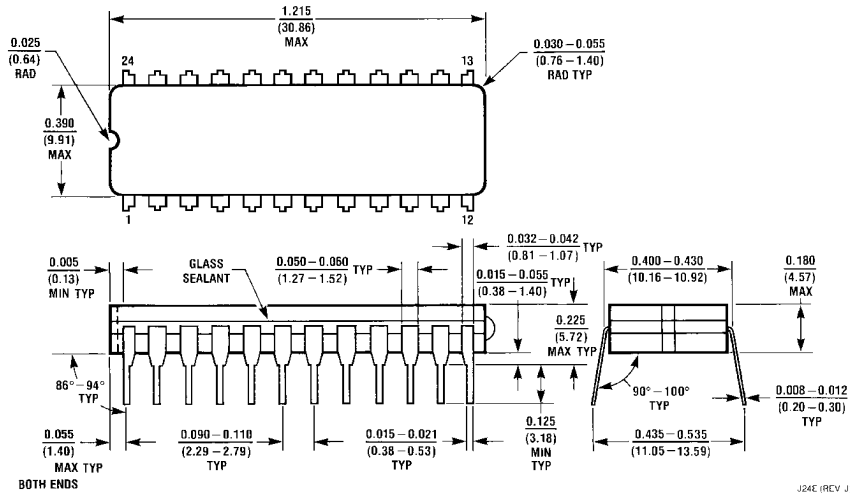 1.215
(30.86)
MAX
0.025
(0.64)
RAD
24
13
0.030–0.055
(0.76–1.40)
RAD TYP
0.390
(9.91)
MAX
1
12
0.005
(0.13)
MIN TYP
GLASS
SEALANT
0.050–0.060
(1.27–1.52)
TYP
0.032–0.042
(0.81–1.07)
TYP
0.015–0.055
(0.38–1.40)
TYP
0.400–0.430
(10.16–10.92)
0.180
(4.57)
MAX
0.225
(5.72)
MAX TYP
86°–94°
TYP
90°–100°
TYP
0.008–0.012
(0.20–0.30)
TYP
0.055
(1.40)
MAX TYP
BOTH ENDS
0.090–0.110
(2.29–2.79)
TYP
0.015–0.021
(0.38–0.53)
TYP
0.125
(3.18)
MIN
TYP
0.435–0.535
(11.05–13.59)
J24E (REV J